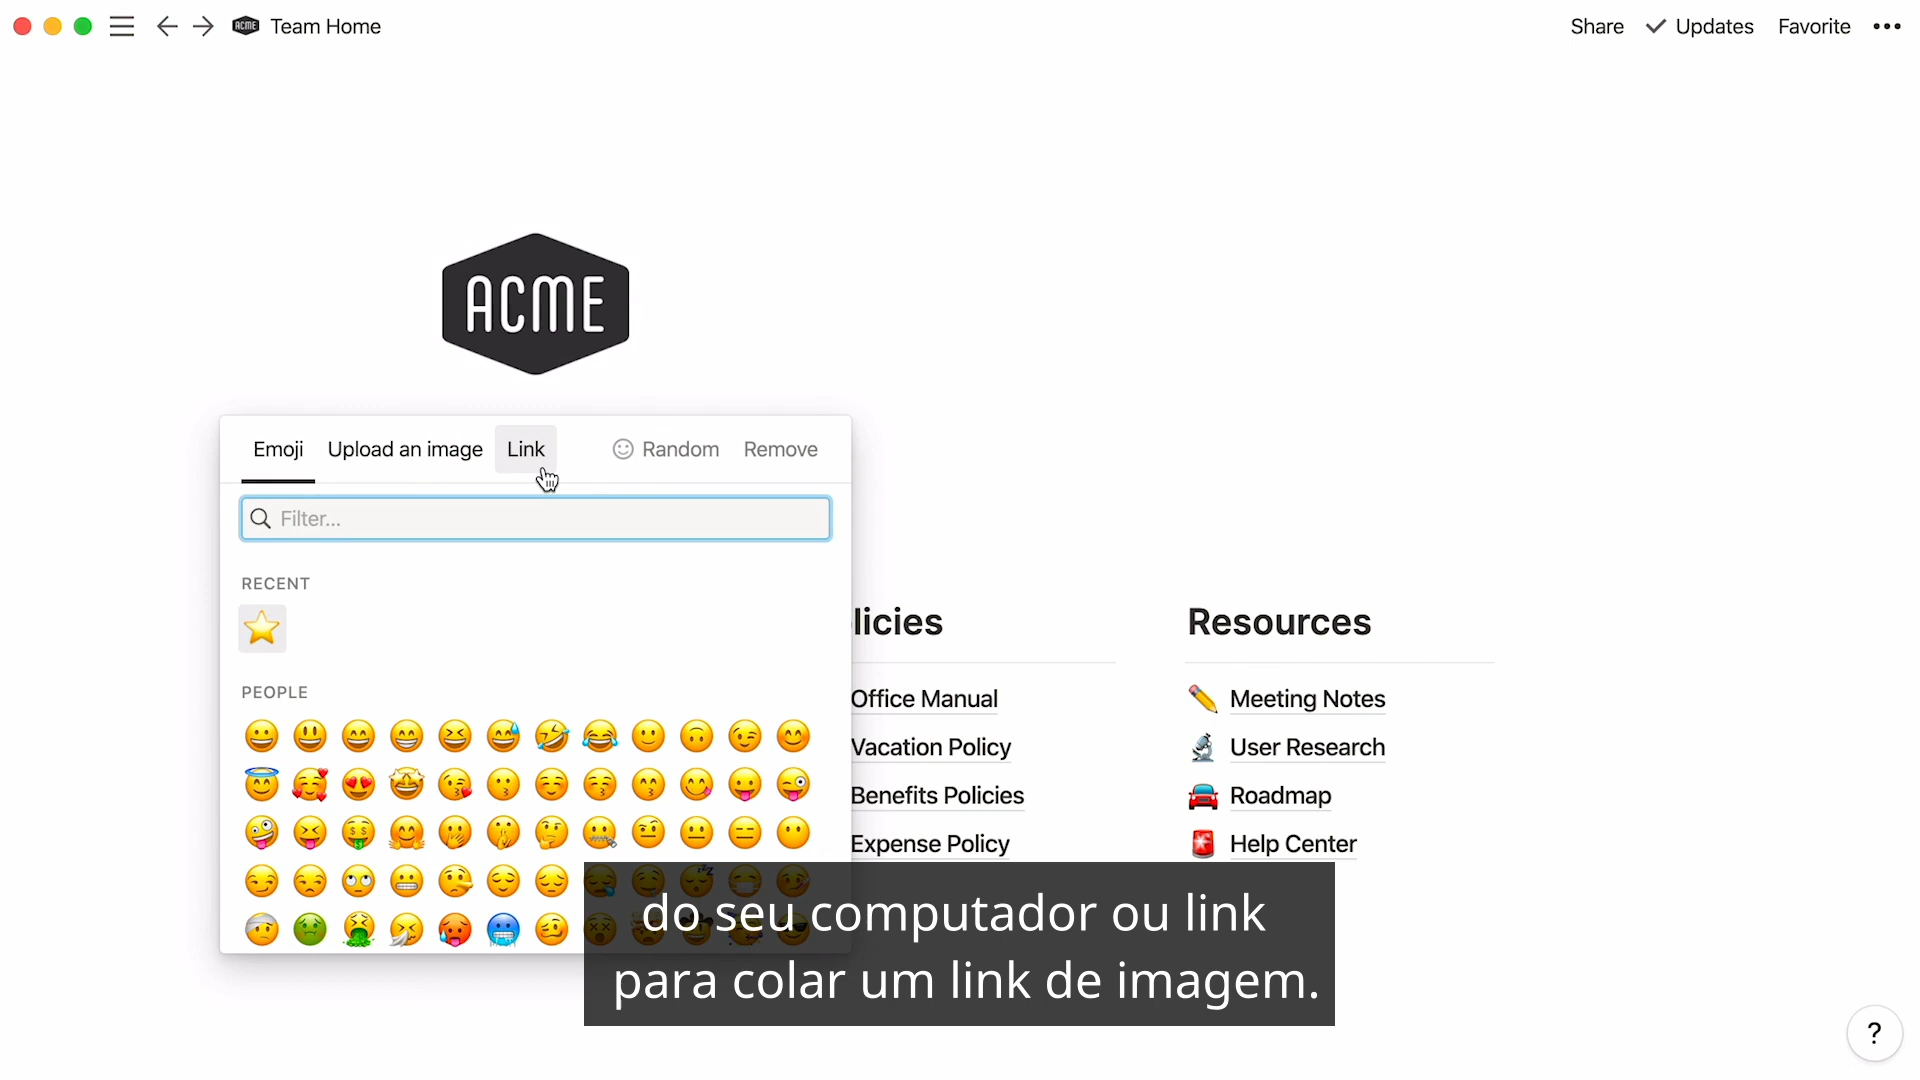 ACME Team Home
Share Updates Favorite
ACME
Emoji Upload an image Link Random Remove
Filter...
RECENT
PEOPLE
licies
Office Manual
Vacation Policy
Benefits Policies
Expense Policy
Resources
Meeting Notes
User Research
Roadmap
Help Center
do seu computador ou link
para colar um link de imagem.
?